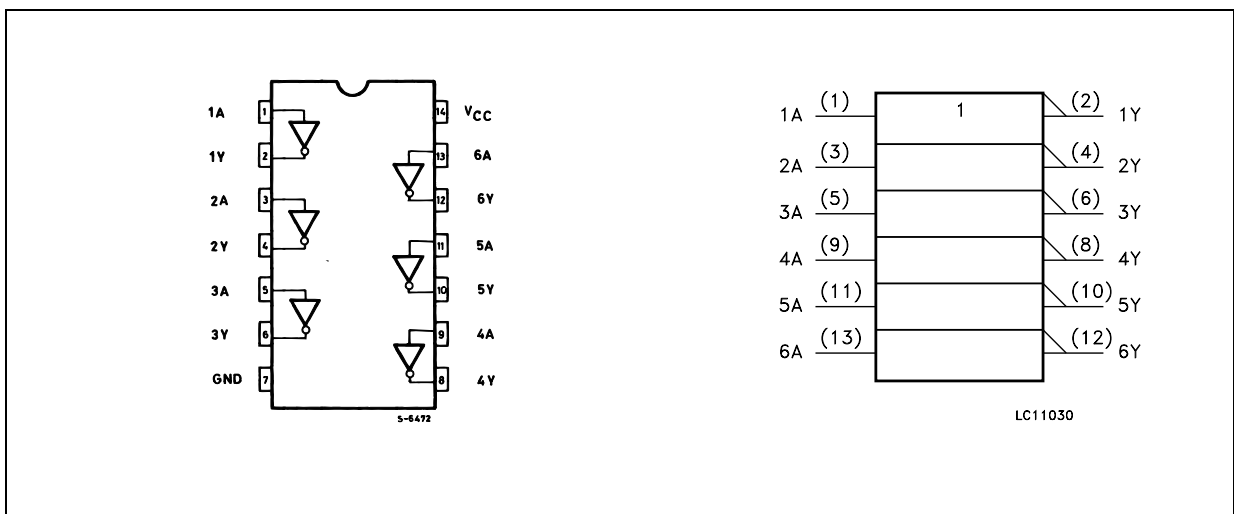 1A 1 14 VCC
1Y 2 13 6A
2A 3 12 6Y
2Y 4 11 5A
3A 5 10 5Y
3Y 6 9 4A
GND 7 8 4Y
S-6472
1A (1) 1 (2) 1Y
2A (3) (4) 2Y
3A (5) (6) 3Y
4A (9) (8) 4Y
5A (11) (10) 5Y
6A (13) (12) 6Y
LC11030